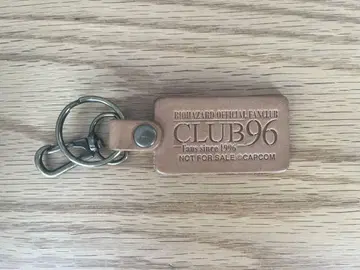 BIOHAZARD OFFICIAL FANCLUB
CLUB96
Fans since 1996
NOT FOR SALE ©CAPCOM